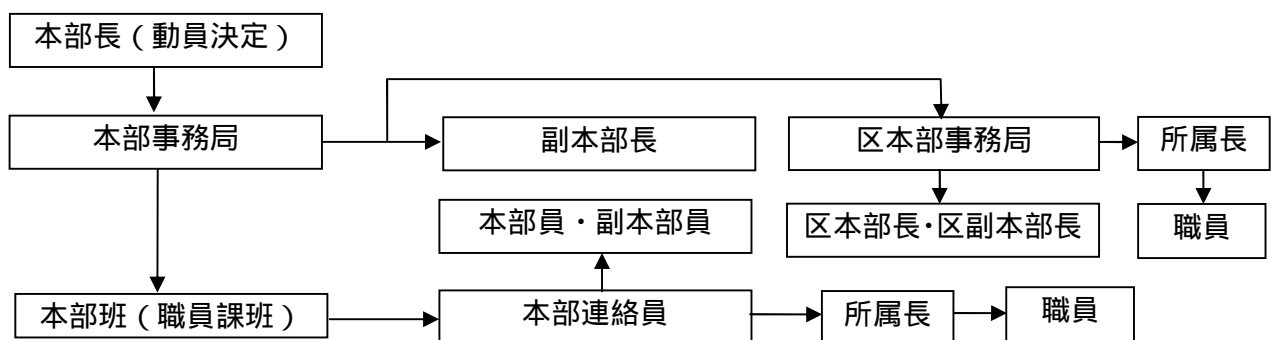 本部長（動員決定）
本部事務局
副本部長
区本部事務局
所属長
本部員・副本部員
区本部長・区副本部長
職員
本部班（職員課班）
本部連絡員
所属長
職員